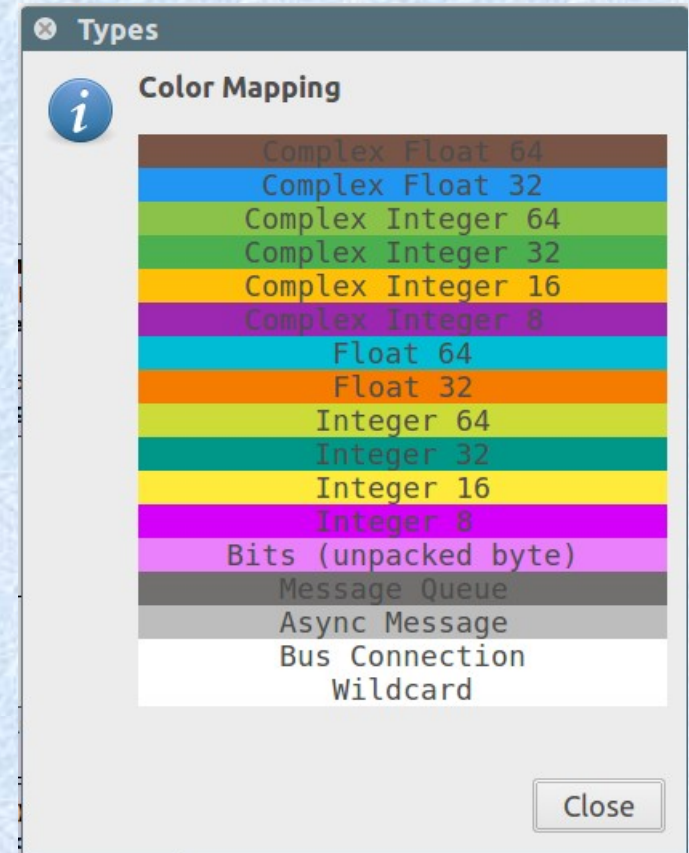 Types
Color Mapping
Complex Float 64
Complex Float 32
Complex Integer 64
Complex Integer 32
Complex Integer 16
Complex Integer 8
Float 64
Float 32
Integer 64
Integer 32
Integer 16
Integer 8
Bits (unpacked byte)
Message Queue
Async Message
Bus Connection
Wildcard
Close